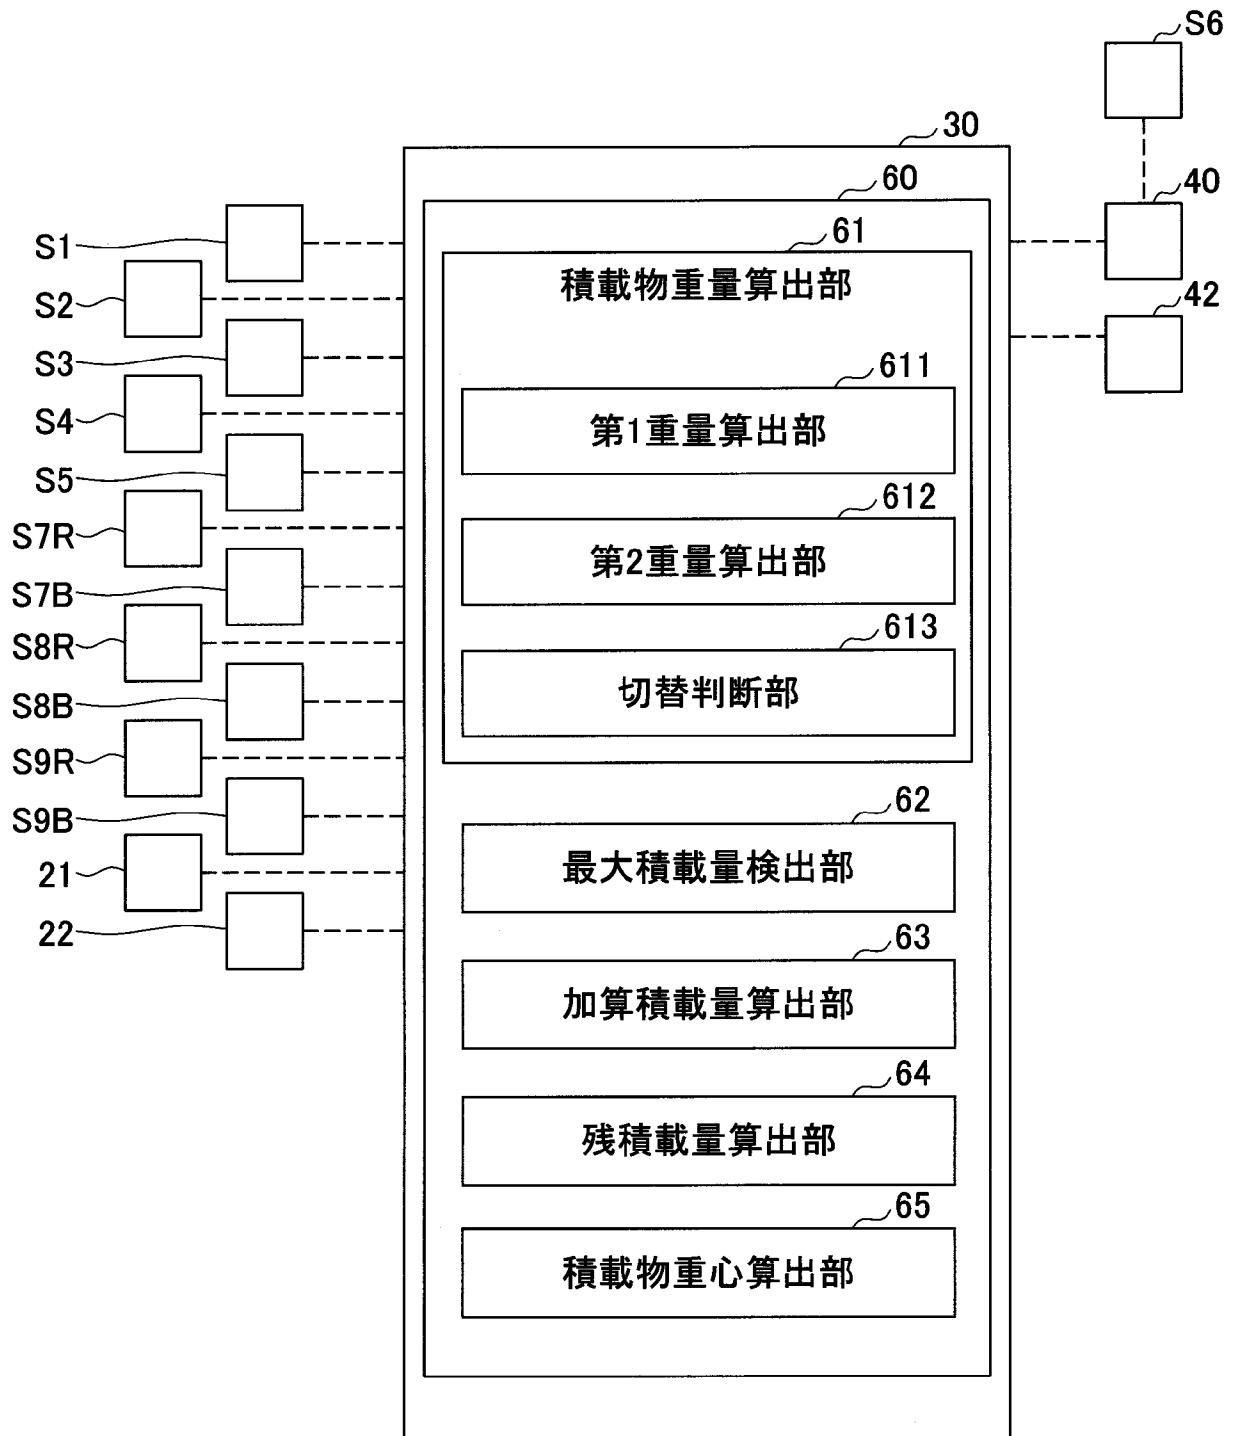 S6
30
60
40
61
S1
積載物重量算出部
42
S2
S3
611
S4
第1重量算出部
S5
612
S7R
第2重量算出部
S7B
613
S8R
切替判断部
S8B
S9R
62
S9B
21
最大積載量検出部
22
63
加算積載量算出部
64
残積載量算出部
65
積載物重心算出部